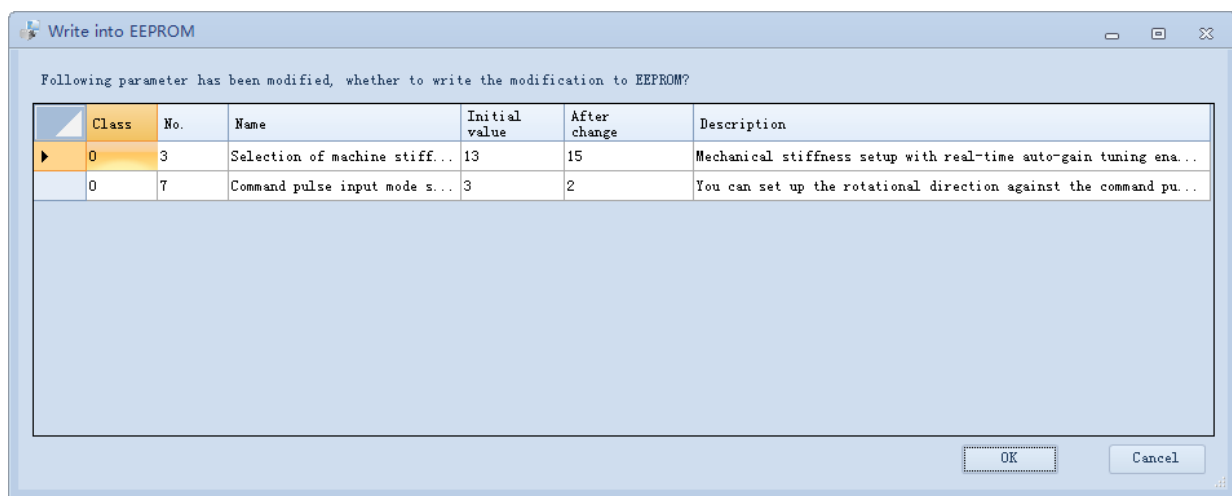 Write into EEPROM
Following parameter has been modified, whether to write the modification to EEPROM?
Class No. Name Initial value After change Description
0 3 Selection of machine stiff... 13 15 Mechanical stiffness setup with real-time auto-gain tuning ena...
0 7 Command pulse input mode s... 3 2 You can set up the rotational direction against the command pu...
OK Cancel